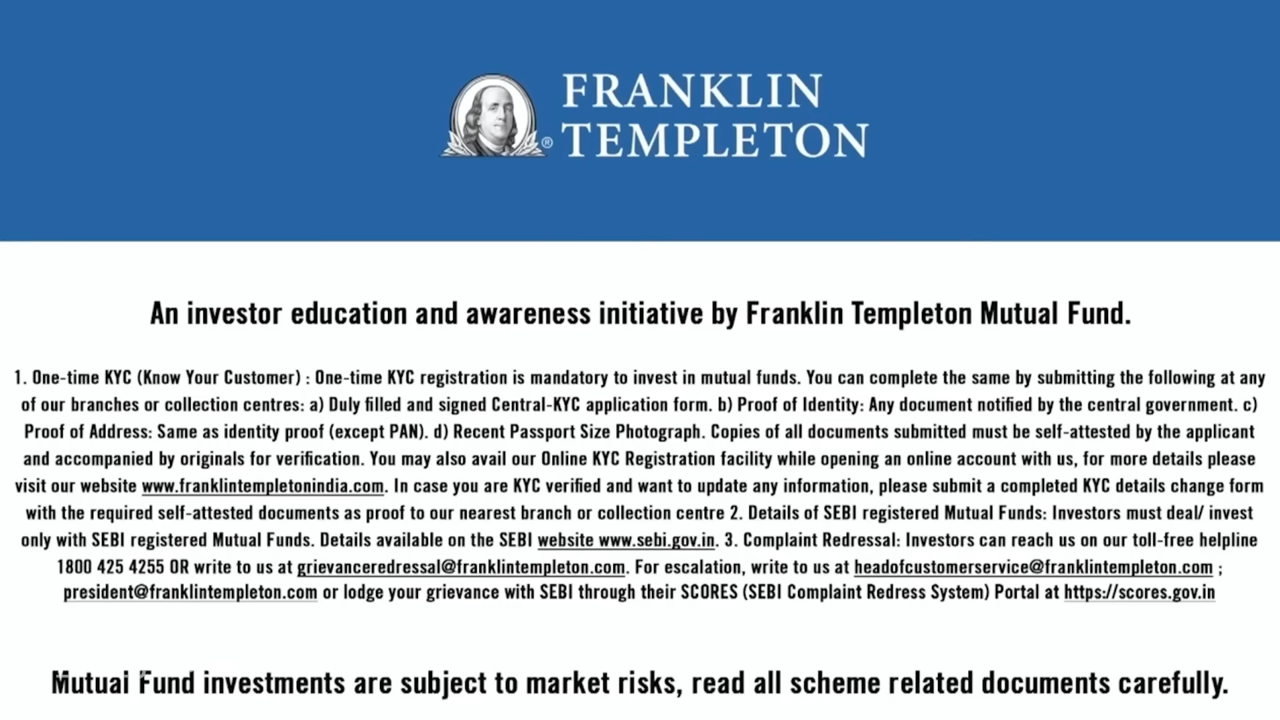 FRANKLIN
TEMPLETON
®
An investor education and awareness initiative by Franklin Templeton Mutual Fund.
1. One-time KYC (Know Your Customer) : One-time KYC registration is mandatory to invest in mutual funds. You can complete the same by submitting the following at any
of our branches or collection centres: a) Duly filled and signed Central-KYC application form. b) Proof of Identity: Any document notified by the central government. c)
Proof of Address: Same as identity proof (except PAN). d) Recent Passport Size Photograph. Copies of all documents submitted must be self-attested by the applicant
and accompanied by originals for verification. You may also avail our Online KYC Registration facility while opening an online account with us, for more details please
visit our website www.franklintempletonindia.com. In case you are KYC verified and want to update any information, please submit a completed KYC details change form
with the required self-attested documents as proof to our nearest branch or collection centre 2. Details of SEBI registered Mutual Funds: Investors must deal/ invest
only with SEBI registered Mutual Funds. Details available on the SEBI website www.sebi.gov.in. 3. Complaint Redressal: Investors can reach us on our toll-free helpline
1800 425 4255 OR write to us at grievanceredressal@franklintempleton.com. For escalation, write to us at headofcustomerservice@franklintempleton.com ;
president@franklintempleton.com or lodge your grievance with SEBI through their SCORES (SEBI Complaint Redress System) Portal at https://scores.gov.in
Mutual Fund investments are subject to market risks, read all scheme related documents carefully.